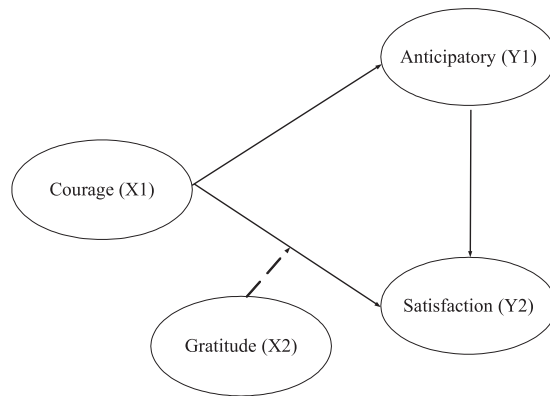 Anticipatory (Y1)
Courage (X1)
Satisfaction (Y2)
Gratitude (X2)